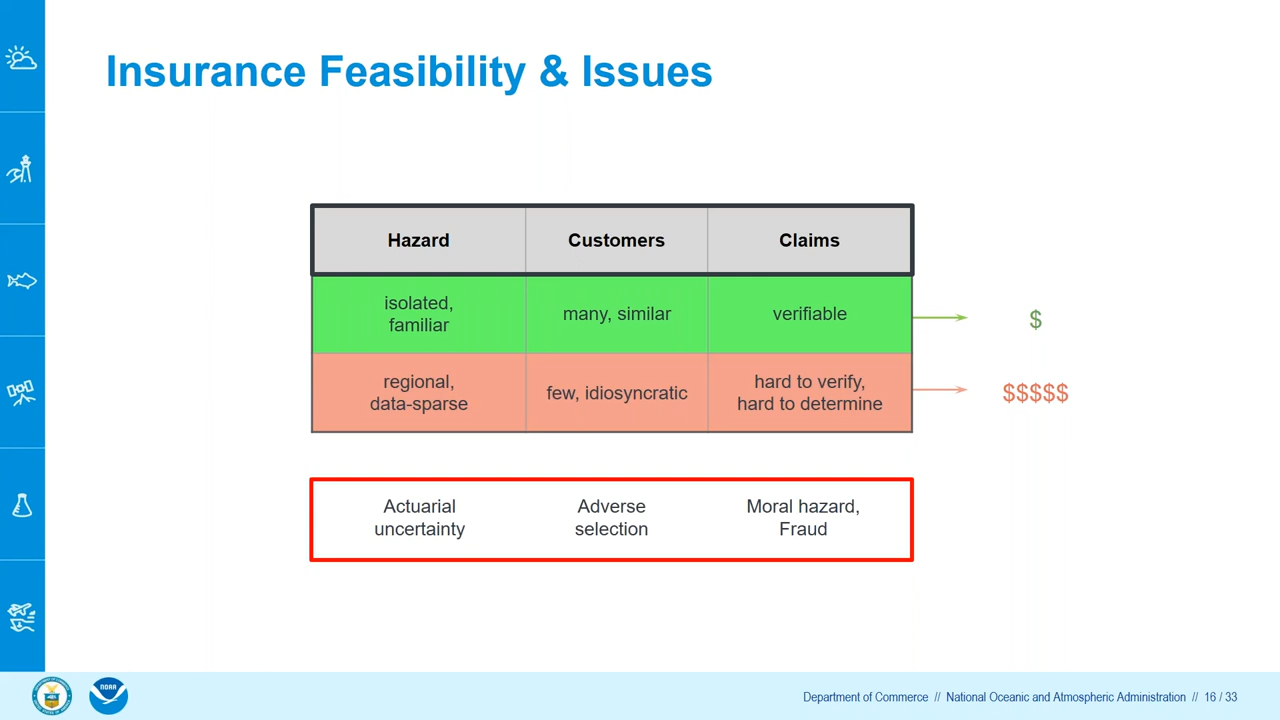 Insurance Feasibility & Issues
Hazard
Customers
Claims
isolated,
familiar
many, similar
verifiable
$
regional,
data-sparse
few, idiosyncratic
hard to verify,
hard to determine
$$$$$
Actuarial
uncertainty
Adverse
selection
Moral hazard,
Fraud
NOAA
Department of Commerce // National Oceanic and Atmospheric Administration // 16 / 33